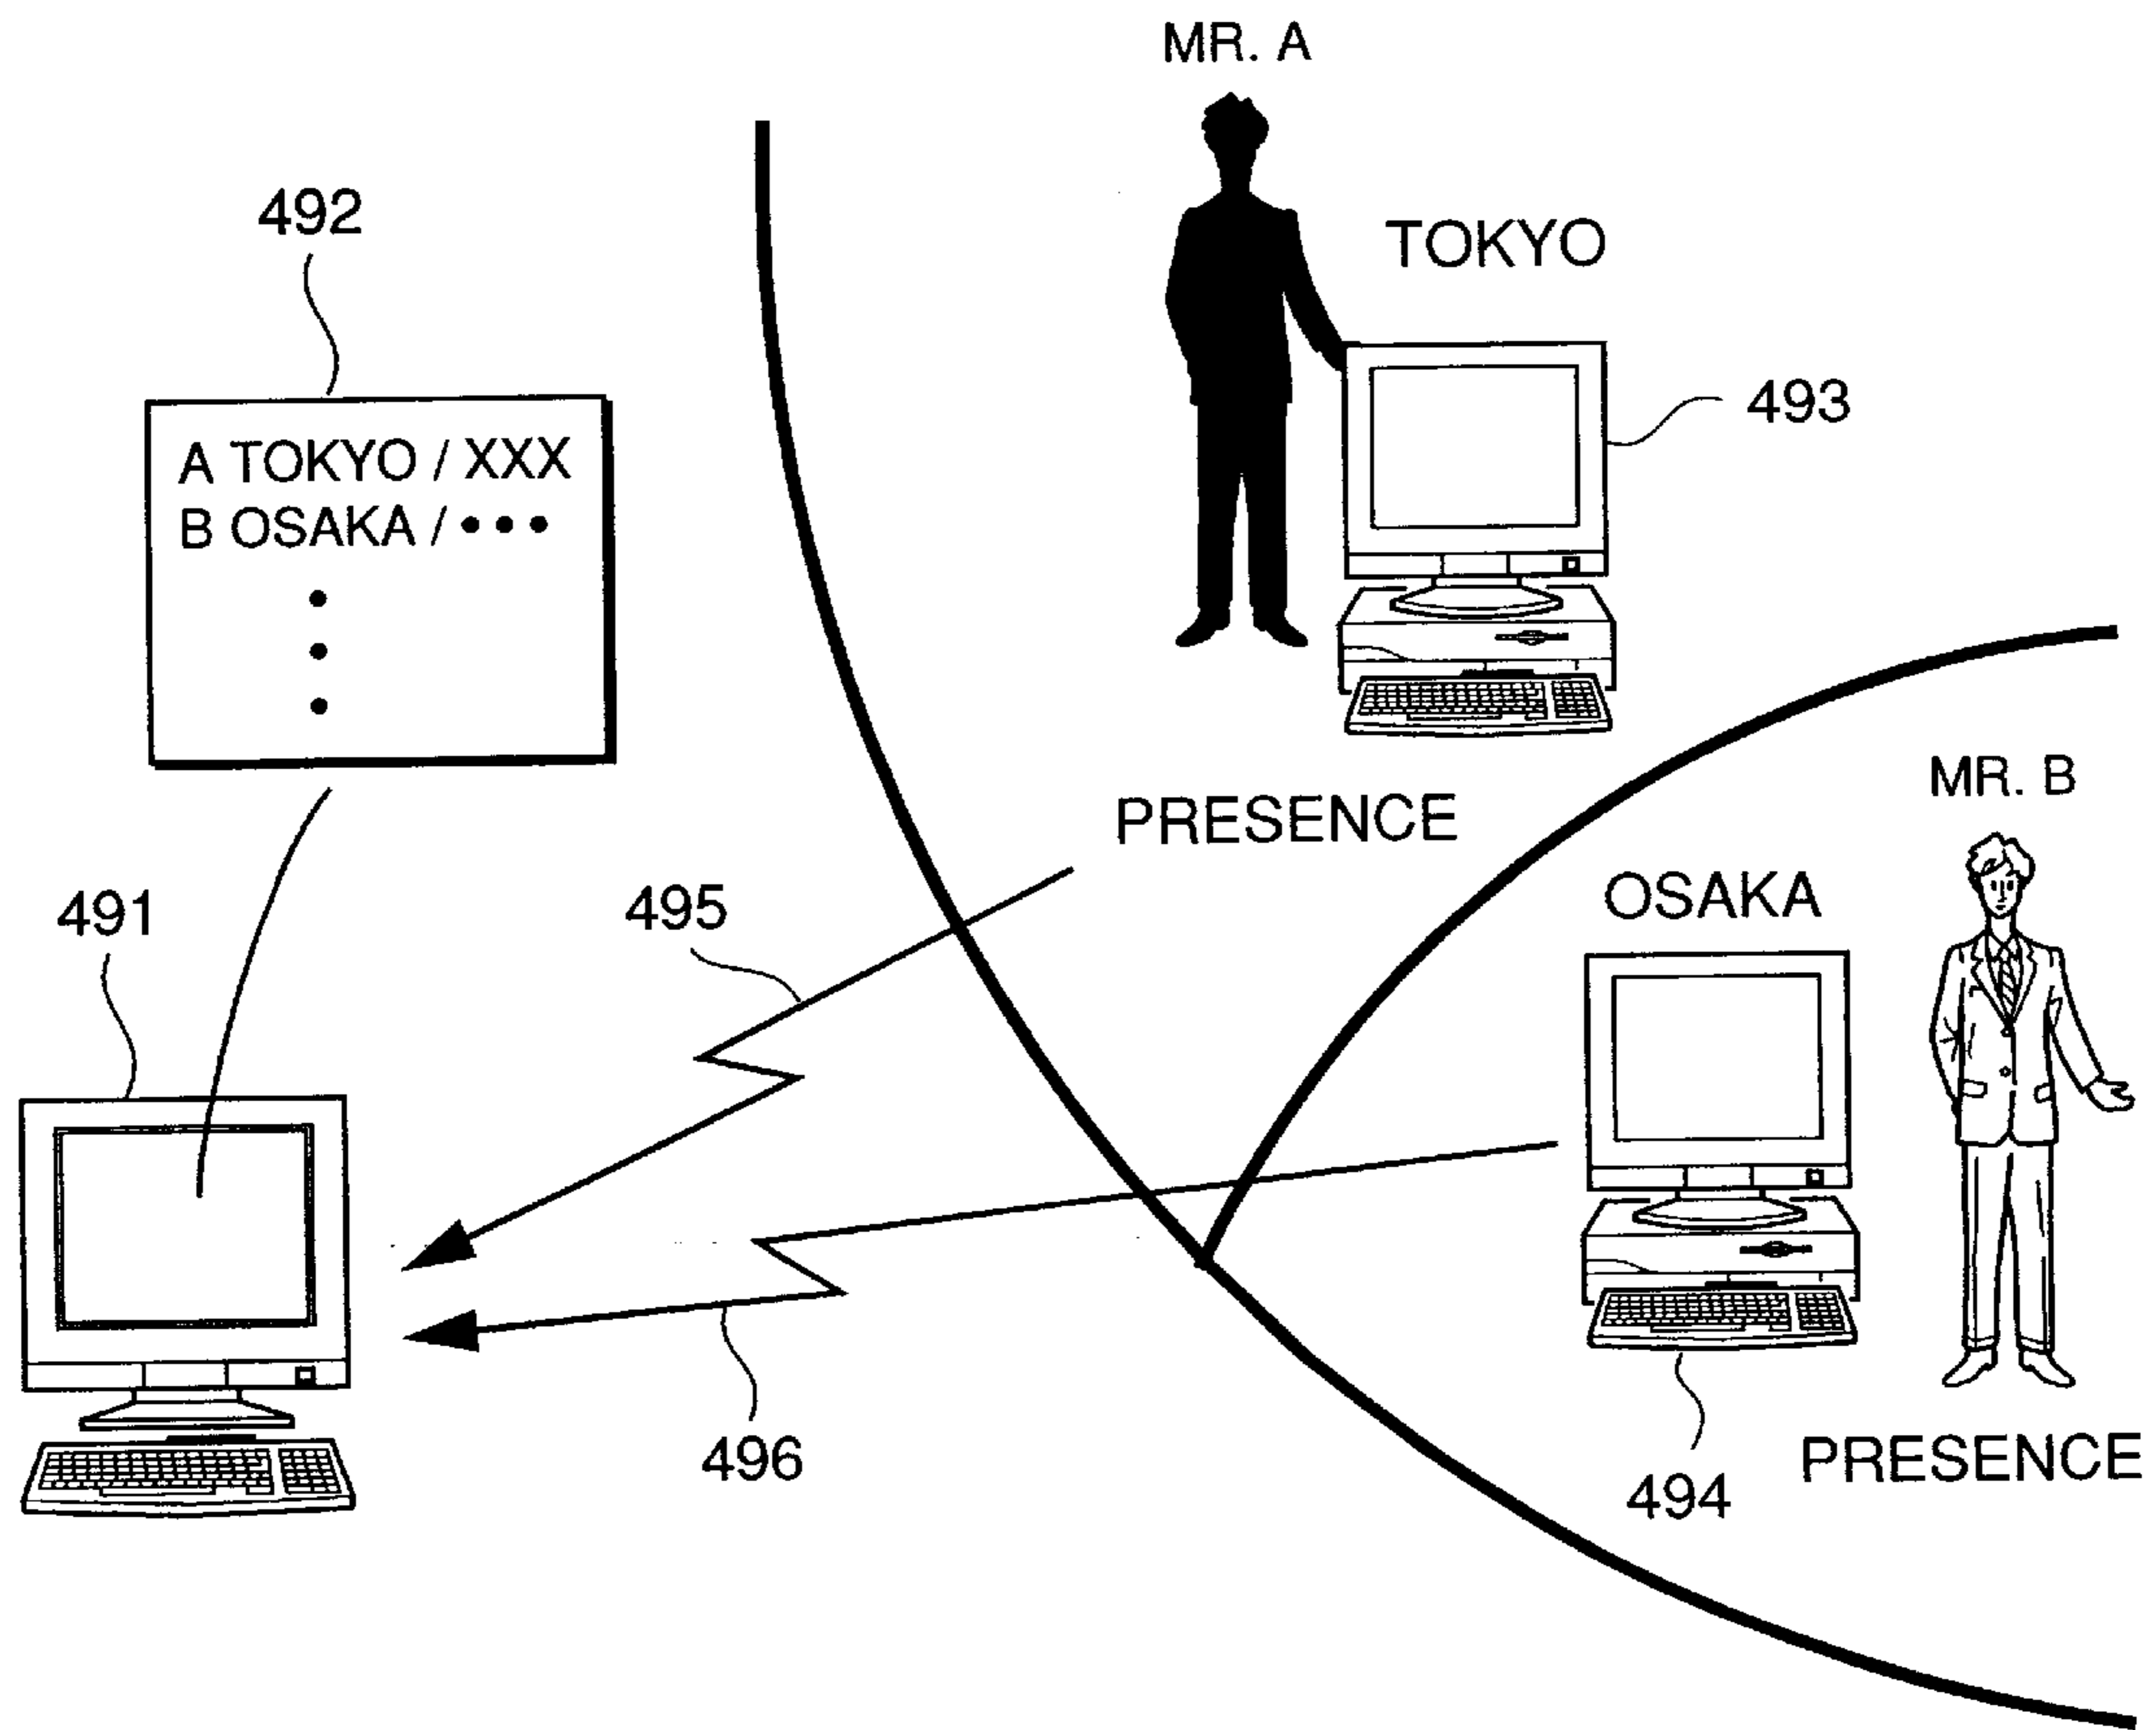 MR. A
492
TOKYO
A TOKYO / XXX
B OSAKA / •••
493
MR. B
PRESENCE
491
495
OSAKA
496
494
PRESENCE